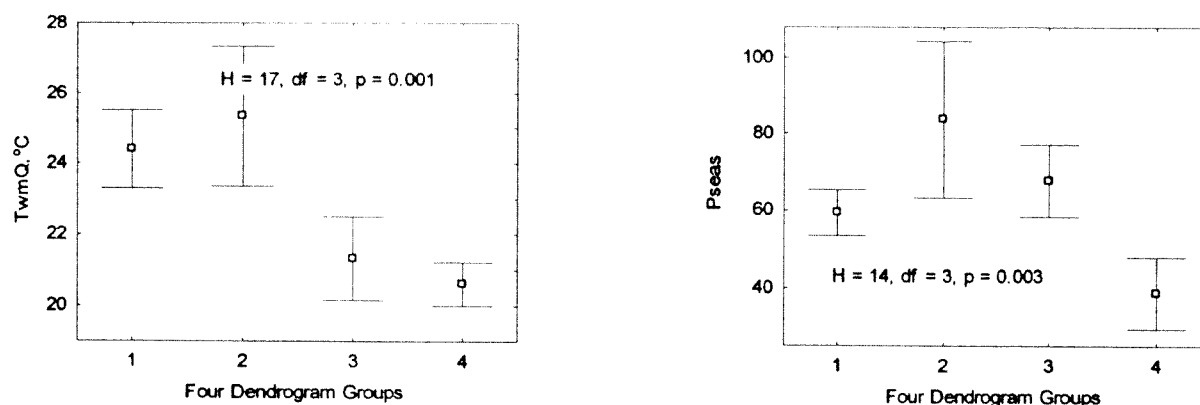 28
26
24
22
20
TwmQ,°C
H = 17, df = 3, p = 0.001
1 2 3 4
Four Dendrogram Groups
100
80
60
40
Pseas
H = 14, df = 3, p = 0.003
1 2 3 4
Four Dendrogram Groups